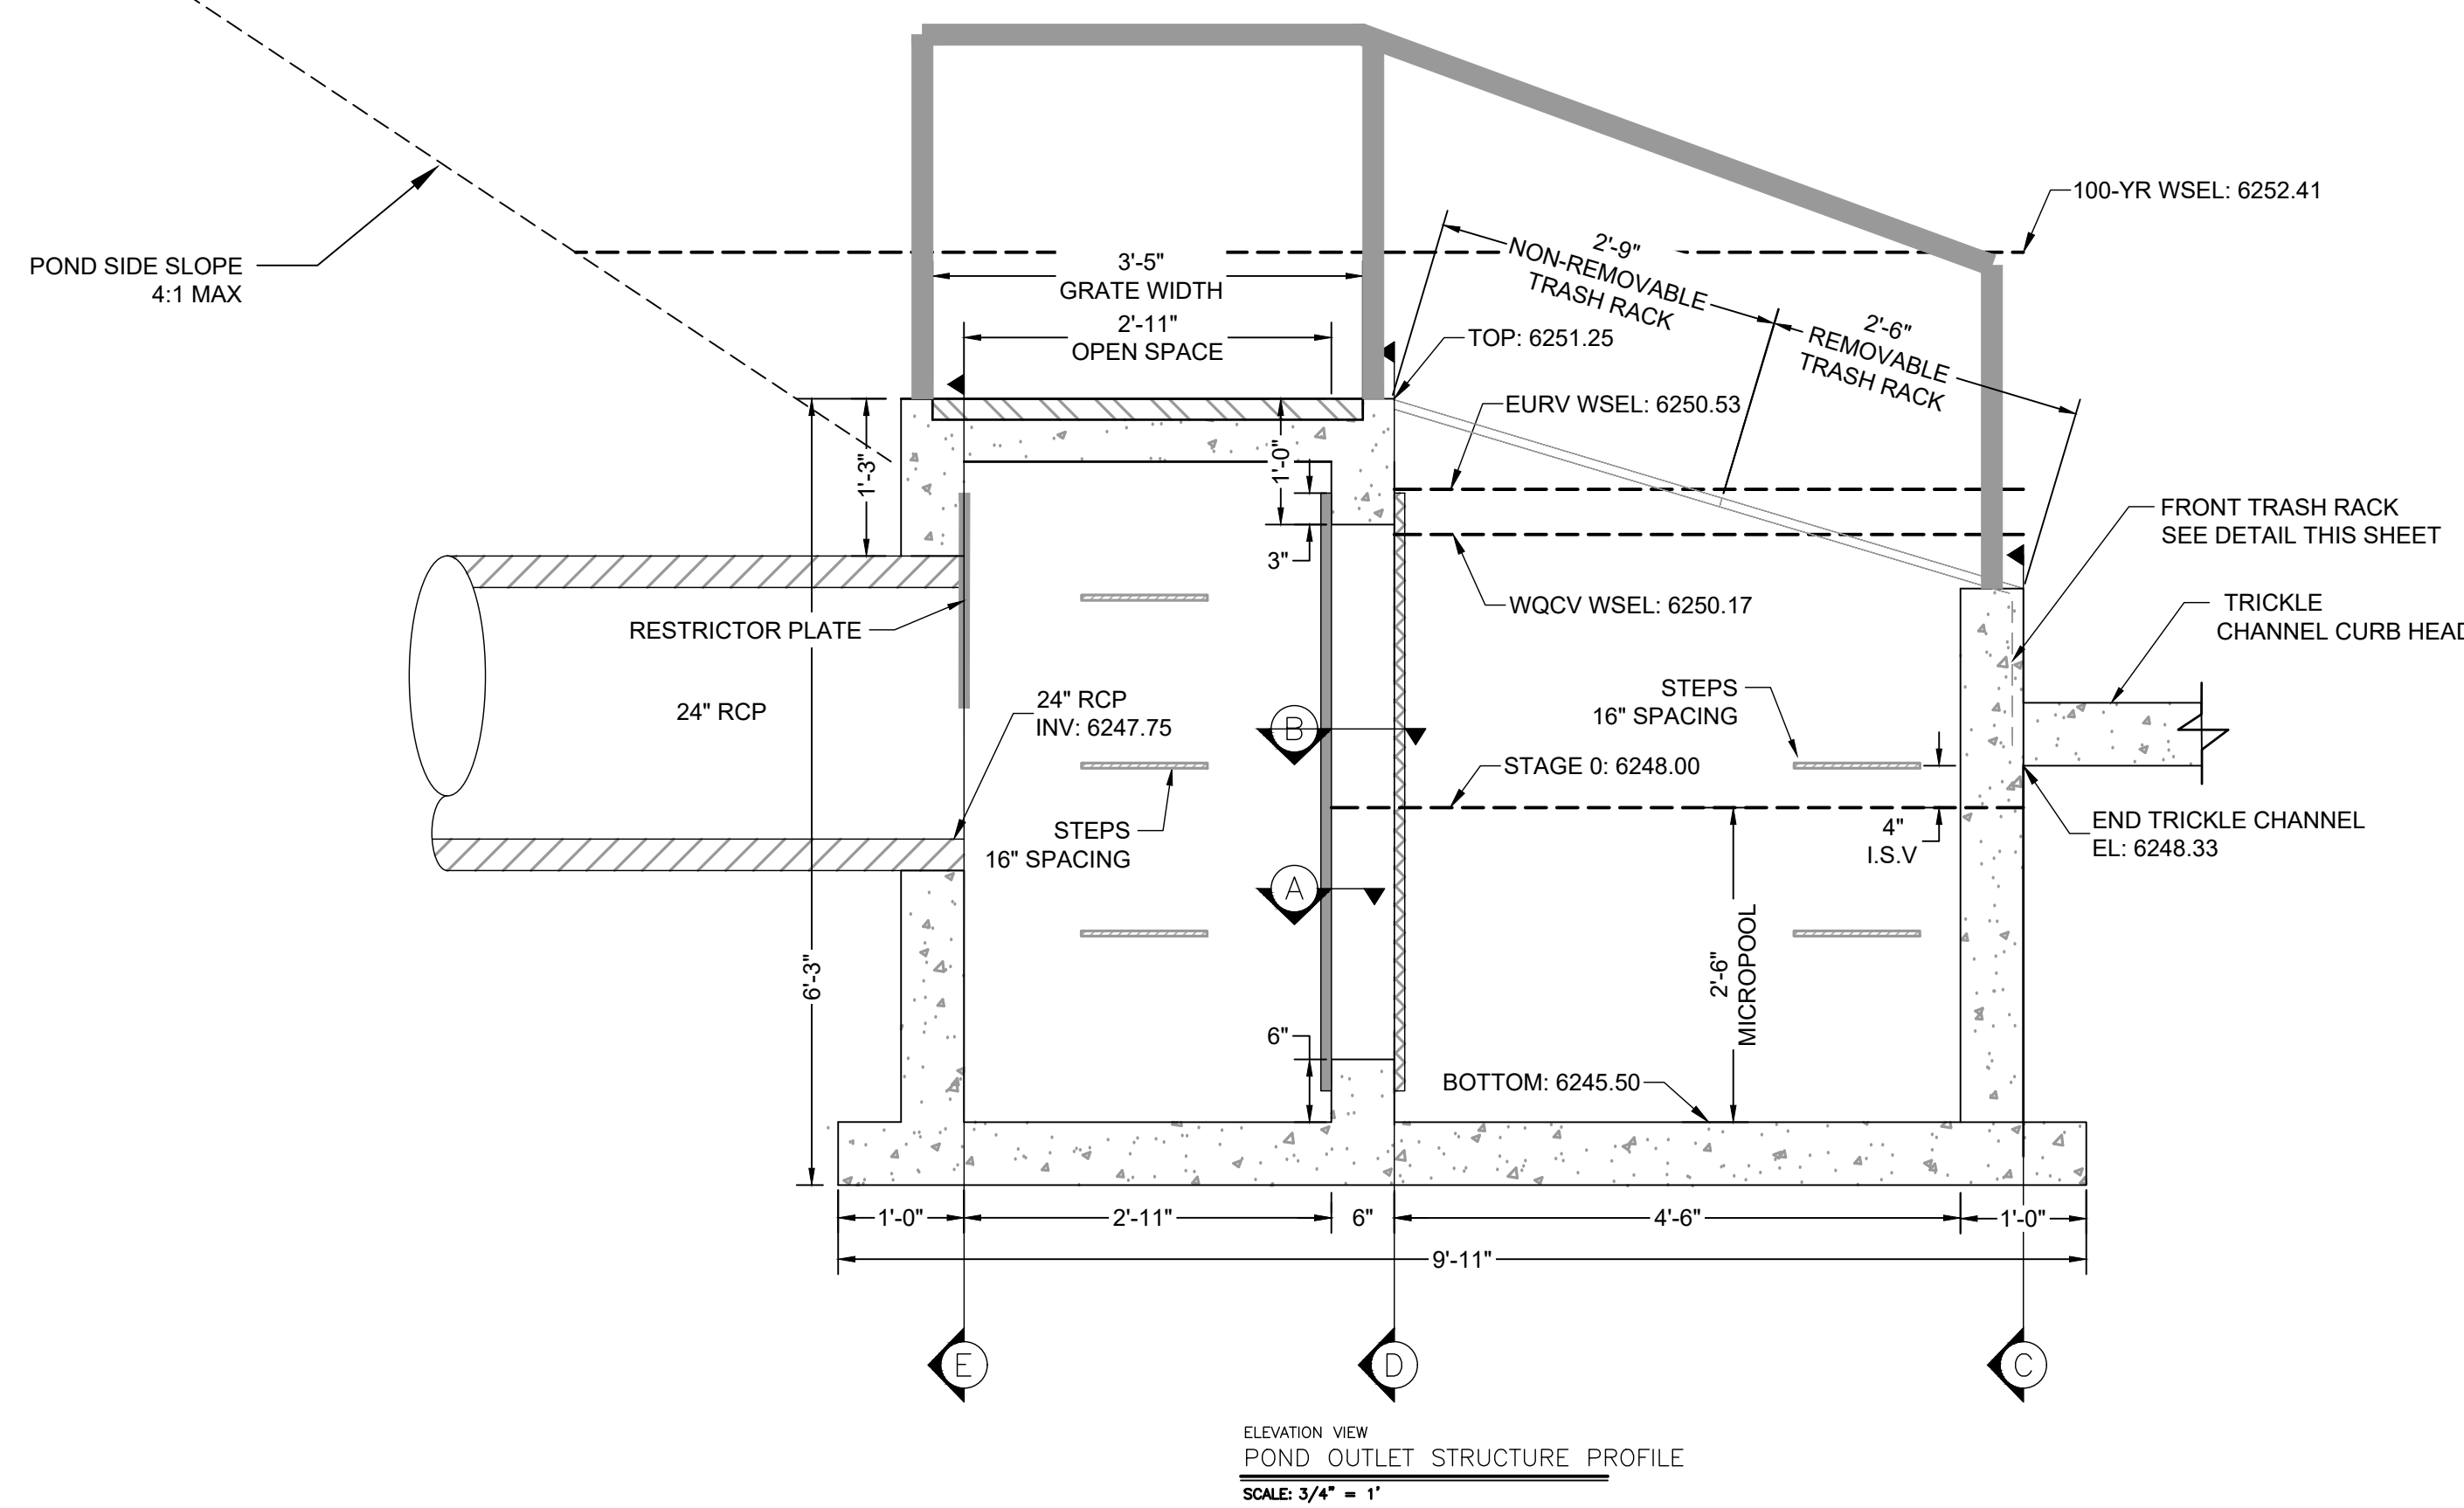 100-YR WSEL: 6252.41
POND SIDE SLOPE
4:1 MAX
3'-5"
GRATE WIDTH
2'-11"
OPEN SPACE
2'-9"
NON-REMOVABLE
TRASH RACK
2'-6"
REMOVABLE
TRASH RACK
TOP: 6251.25
EURV WSEL: 6250.53
1'-3"
1'-0"
3"
FRONT TRASH RACK
SEE DETAIL THIS SHEET
WQCV WSEL: 6250.17
TRICKLE
CHANNEL CURB HEAD
RESTRICTOR PLATE
24" RCP
24" RCP
INV: 6247.75
STEPS
16" SPACING
B
STAGE 0: 6248.00
STEPS
16" SPACING
4"
I.S.V
END TRICKLE CHANNEL
EL: 6248.33
A
6'-3"
2'-6"
MICROPOOL
6"
BOTTOM: 6245.50
1'-0"
2'-11"
6"
4'-6"
1'-0"
9'-11"
E
D
C
ELEVATION VIEW
POND OUTLET STRUCTURE PROFILE
SCALE: 3/4" = 1'